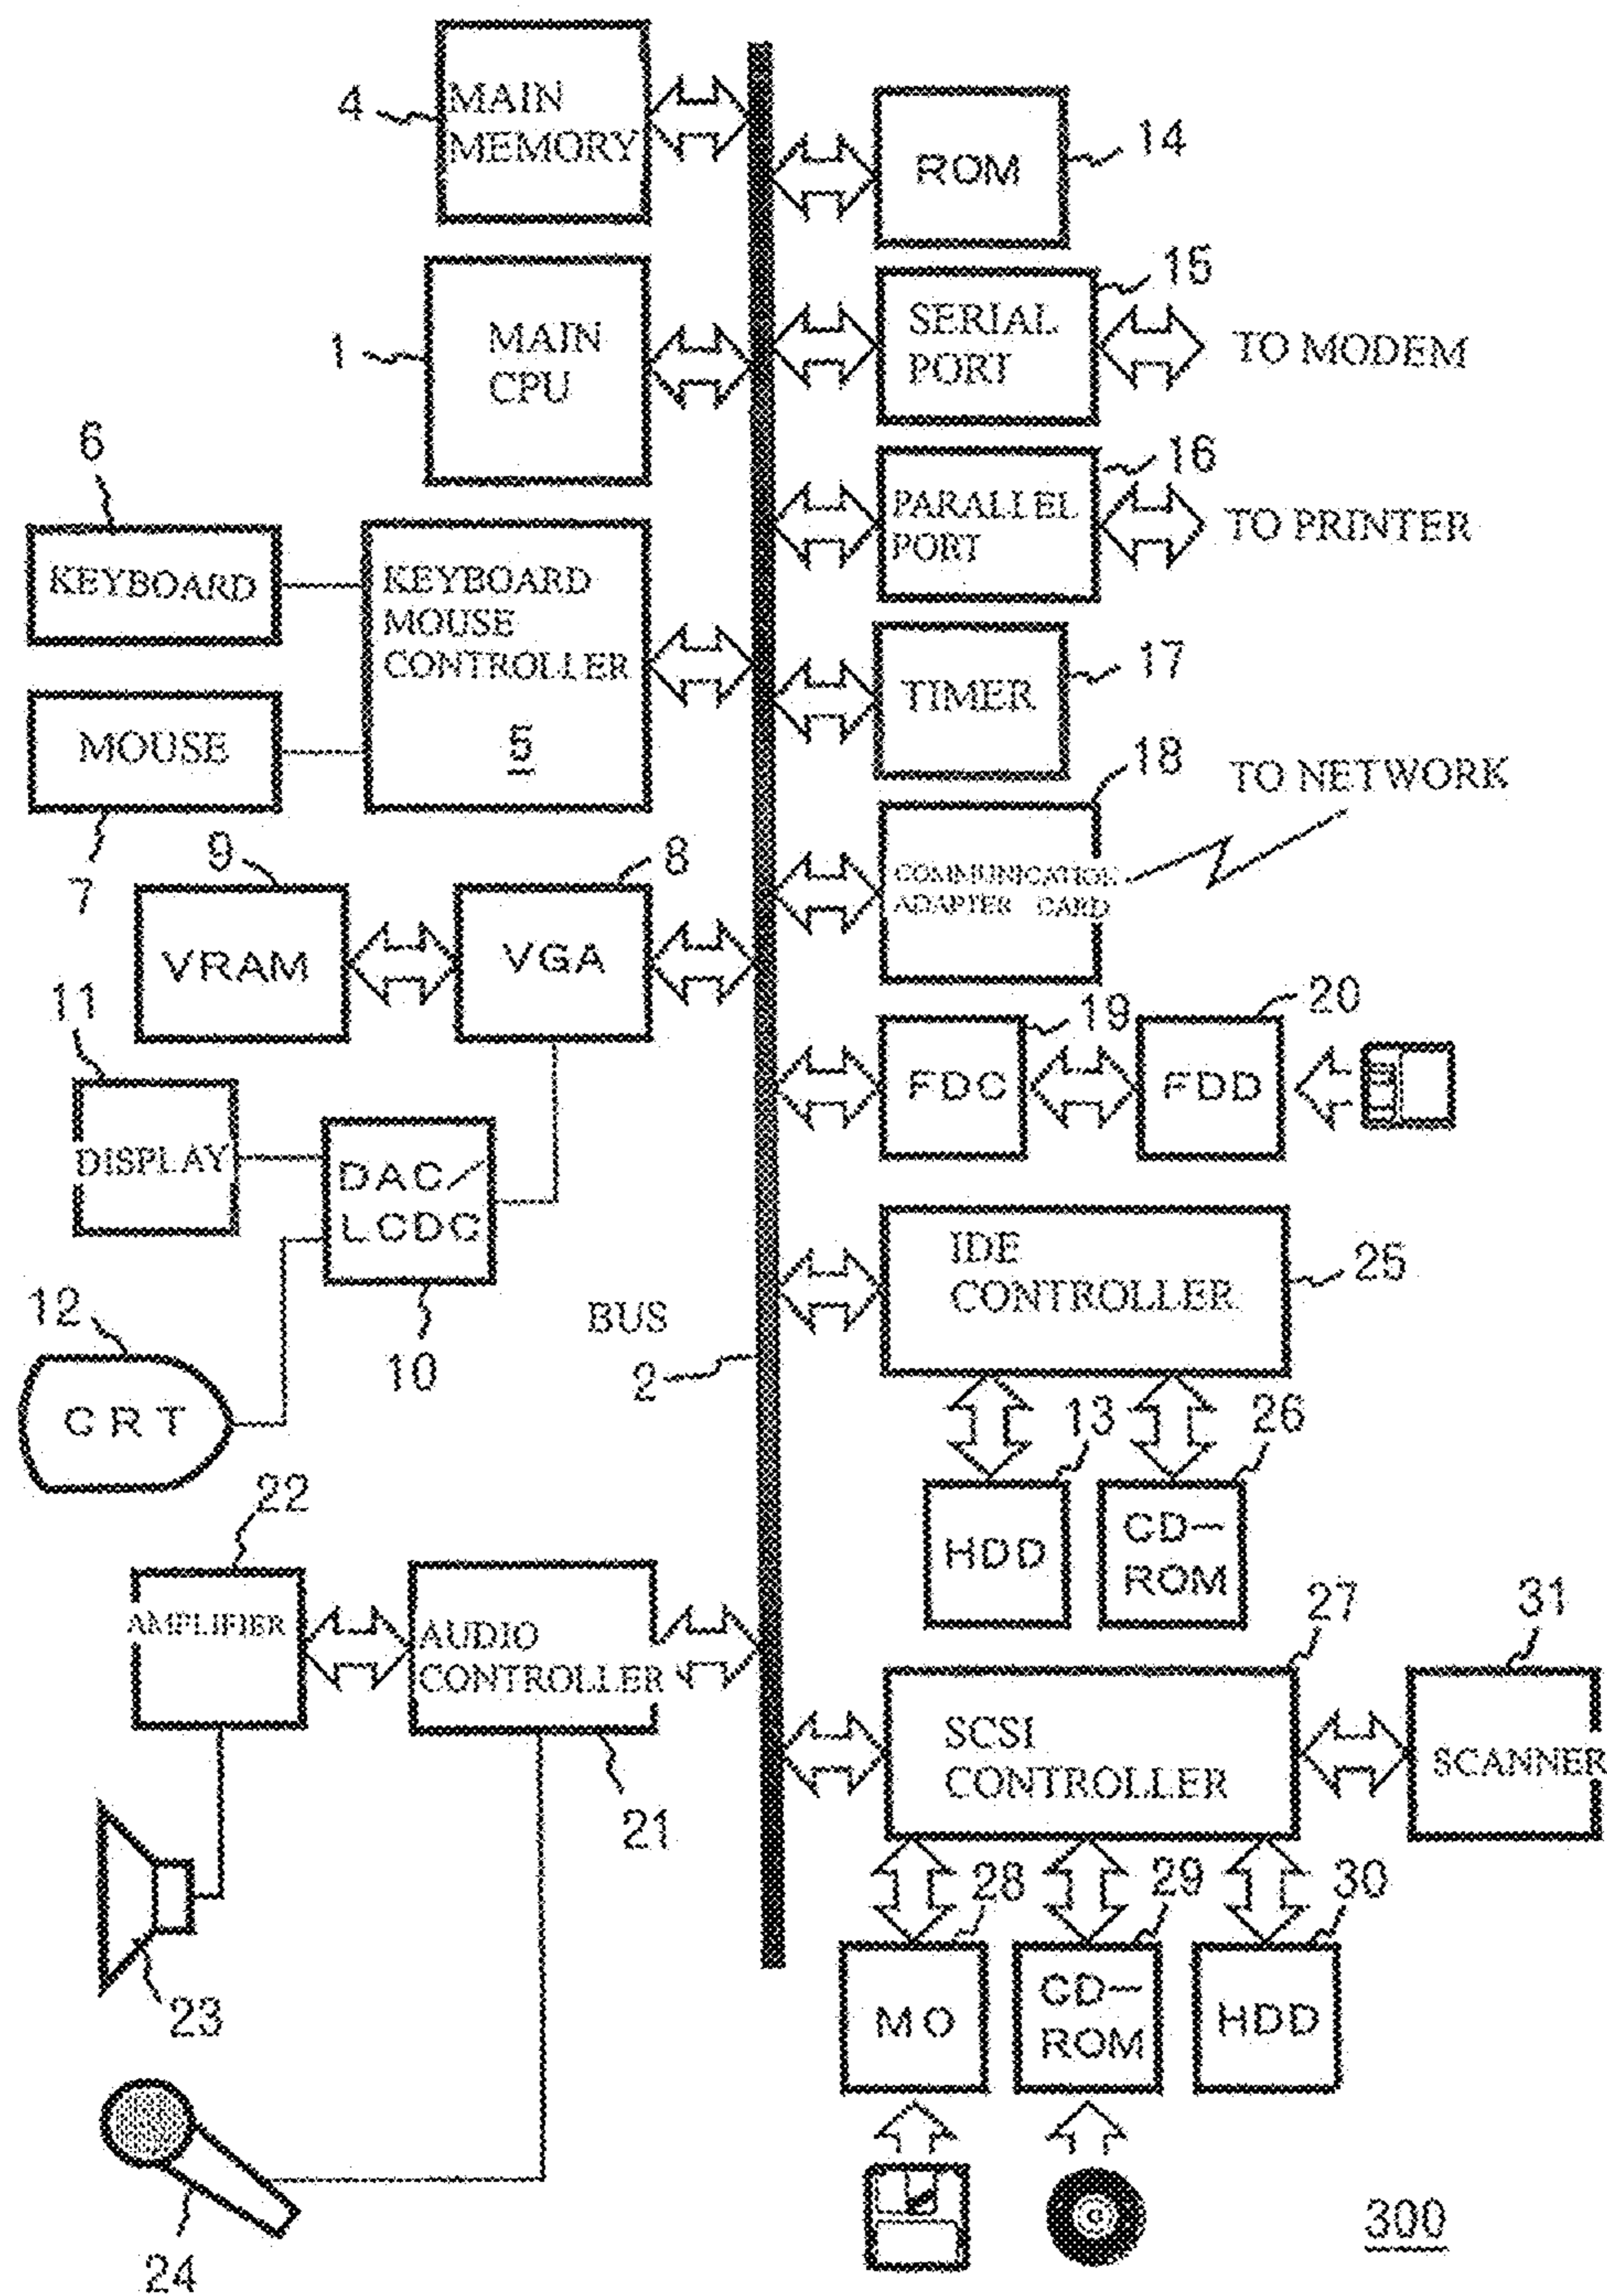 4
MAIN
MEMORY
ROM
14
1
MAIN
CPU
15
SERIAL
PORT
TO MODEM
16
PARALLEL
PORT
TO PRINTER
6
KEYBOARD
KEYBOARD
MOUSE
CONTROLLER
5
MOUSE
7
TIMER
17
18
TO NETWORK
COMMUNICATION
ADAPTER CARD
9
VRAM
8
VGA
11
DISPLAY
DAC/
LCDC
10
19
FDC
20
FDD
IDE
CONTROLLER
25
BUS
2
12
CRT
13
HDD
26
CD-
ROM
22
AMPLIFIER
AUDIO
CONTROLLER
21
27
SCSI
CONTROLLER
31
SCANNER
23
28
MO
29
CD-
ROM
30
HDD
24
300